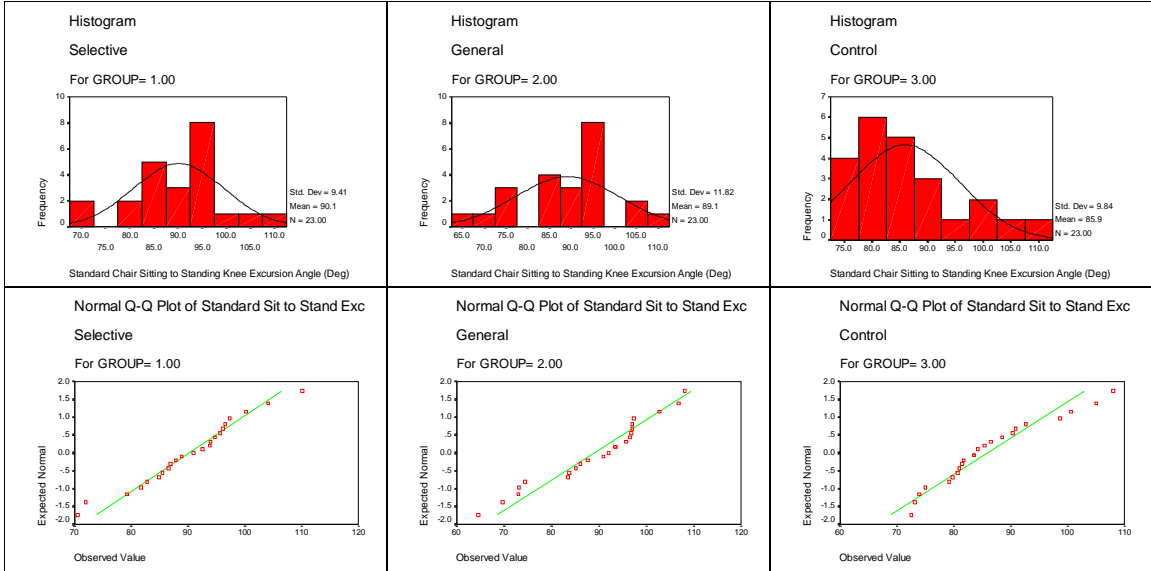 Histogram
Selective
For GROUP= 1.00
10
8
6
4
2
0
Frequency
70.0 80.0 90.0 100.0 110.0
75.0 85.0 95.0 105.0
Std. Dev = 9.41
Mean = 90.1
N = 23.00
Standard Chair Sitting to Standing Knee Excursion Angle (Deg)
Histogram
General
For GROUP= 2.00
10
8
6
4
2
0
Frequency
65.0 75.0 85.0 95.0 105.0
70.0 80.0 90.0 100.0 110.0
Std. Dev = 11.82
Mean = 89.1
N = 23.00
Standard Chair Sitting to Standing Knee Excursion Angle (Deg)
Histogram
Control
For GROUP= 3.00
7
6
5
4
3
2
1
0
Frequency
75.0 80.0 85.0 90.0 95.0 100.0 105.0 110.0
Std. Dev = 9.84
Mean = 85.9
N = 23.00
Standard Chair Sitting to Standing Knee Excursion Angle (Deg)
Normal Q-Q Plot of Standard Sit to Stand Exc
Selective
For GROUP= 1.00
2.0
1.5
1.0
.5
0.0
-.5
-1.0
-1.5
-2.0
Expected Normal
70 80 90 100 110 120
Observed Value
Normal Q-Q Plot of Standard Sit to Stand Exc
General
For GROUP= 2.00
2.0
1.5
1.0
.5
0.0
-.5
-1.0
-1.5
-2.0
Expected Normal
60 70 80 90 100 110 120
Observed Value
Normal Q-Q Plot of Standard Sit to Stand Exc
Control
For GROUP= 3.00
2.0
1.5
1.0
.5
0.0
-.5
-1.0
-1.5
-2.0
Expected Normal
60 70 80 90 100 110
Observed Value